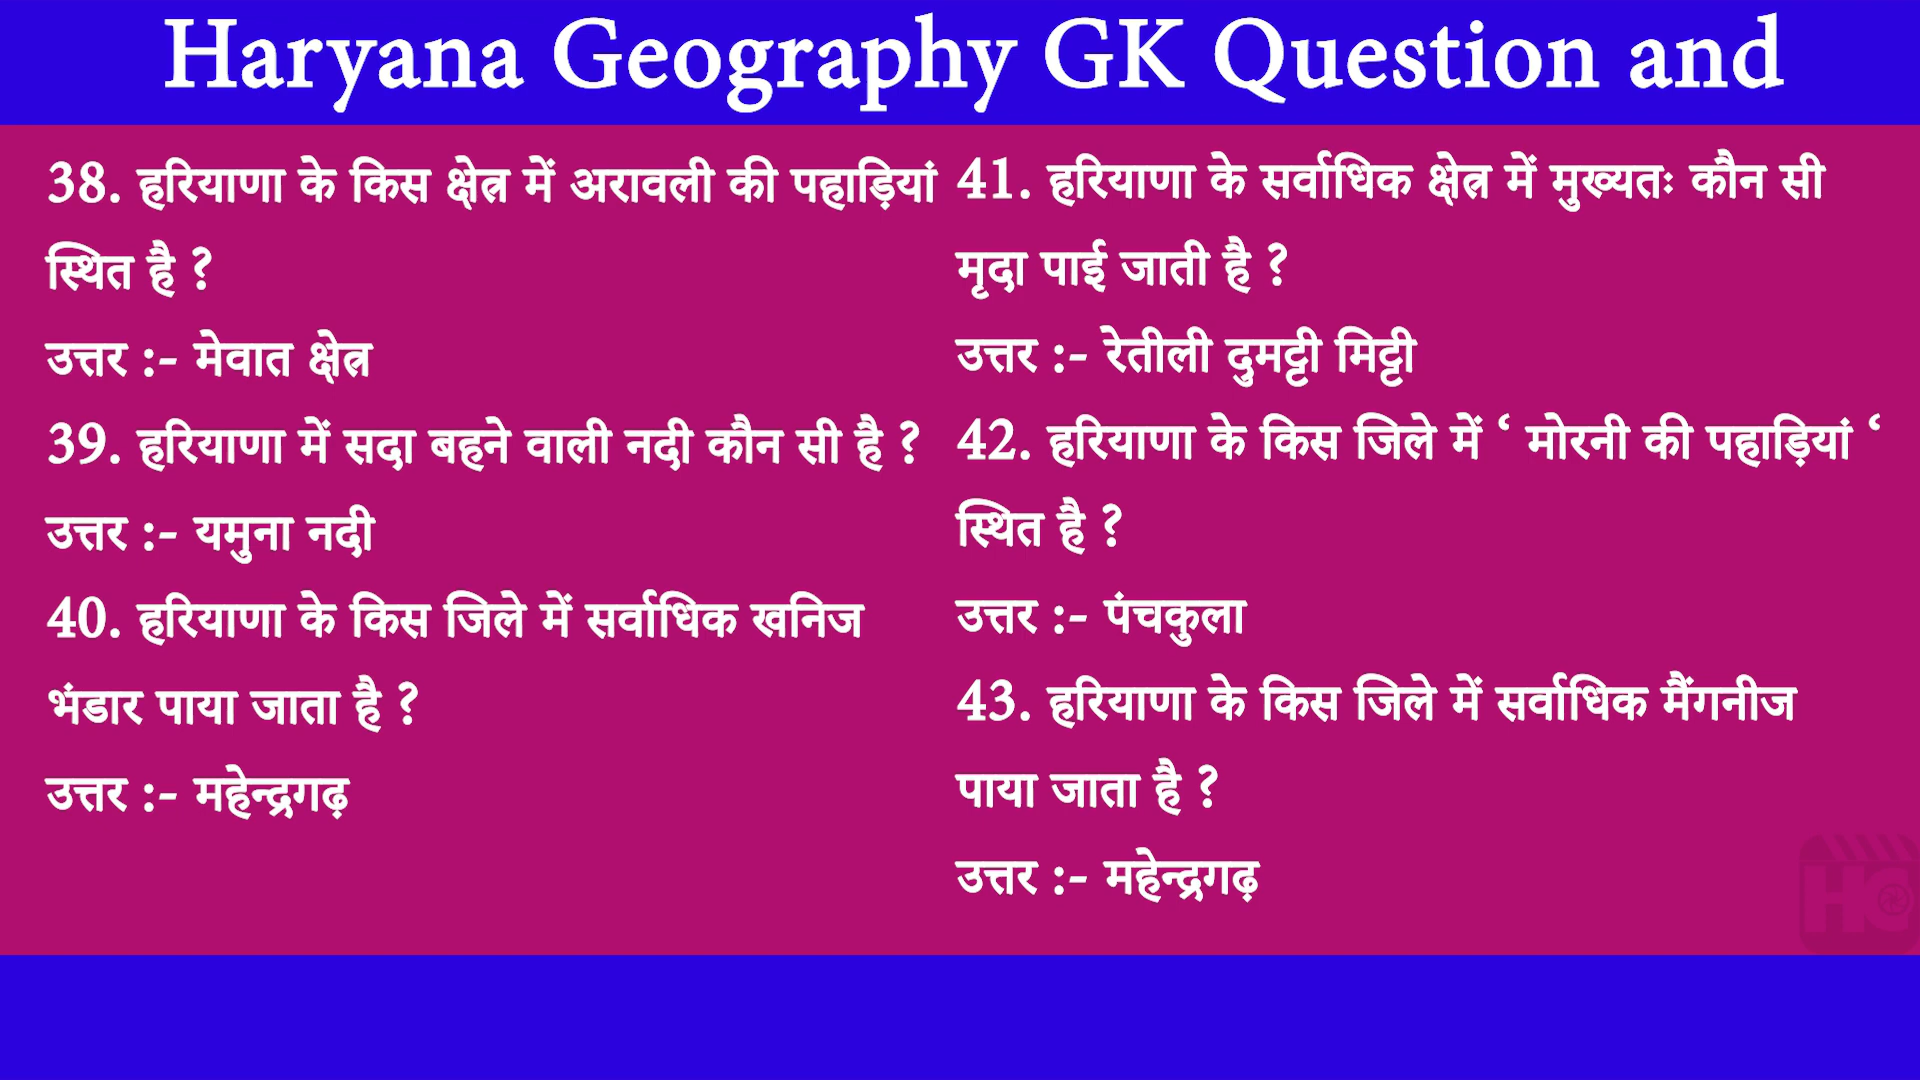 Haryana Geography GK Question and
38. हरियाणा के किस क्षेत्र में अरावली की पहाड़ियां
स्थित है ?
उत्तर :- मेवात क्षेत्र
39. हरियाणा में सदा बहने वाली नदी कौन सी है ?
उत्तर :- यमुना नदी
40. हरियाणा के किस जिले में सर्वाधिक खनिज
भंडार पाया जाता है ?
उत्तर :- महेन्द्रगढ़
41. हरियाणा के सर्वाधिक क्षेत्र में मुख्यतः कौन सी
मृदा पाई जाती है ?
उत्तर :- रेतीली दुमट्टी मिट्टी
42. हरियाणा के किस जिले में ‘ मोरनी की पहाड़ियां ‘
स्थित है ?
उत्तर :- पंचकुला
43. हरियाणा के किस जिले में सर्वाधिक मैंगनीज
पाया जाता है ?
उत्तर :- महेन्द्रगढ़
HC